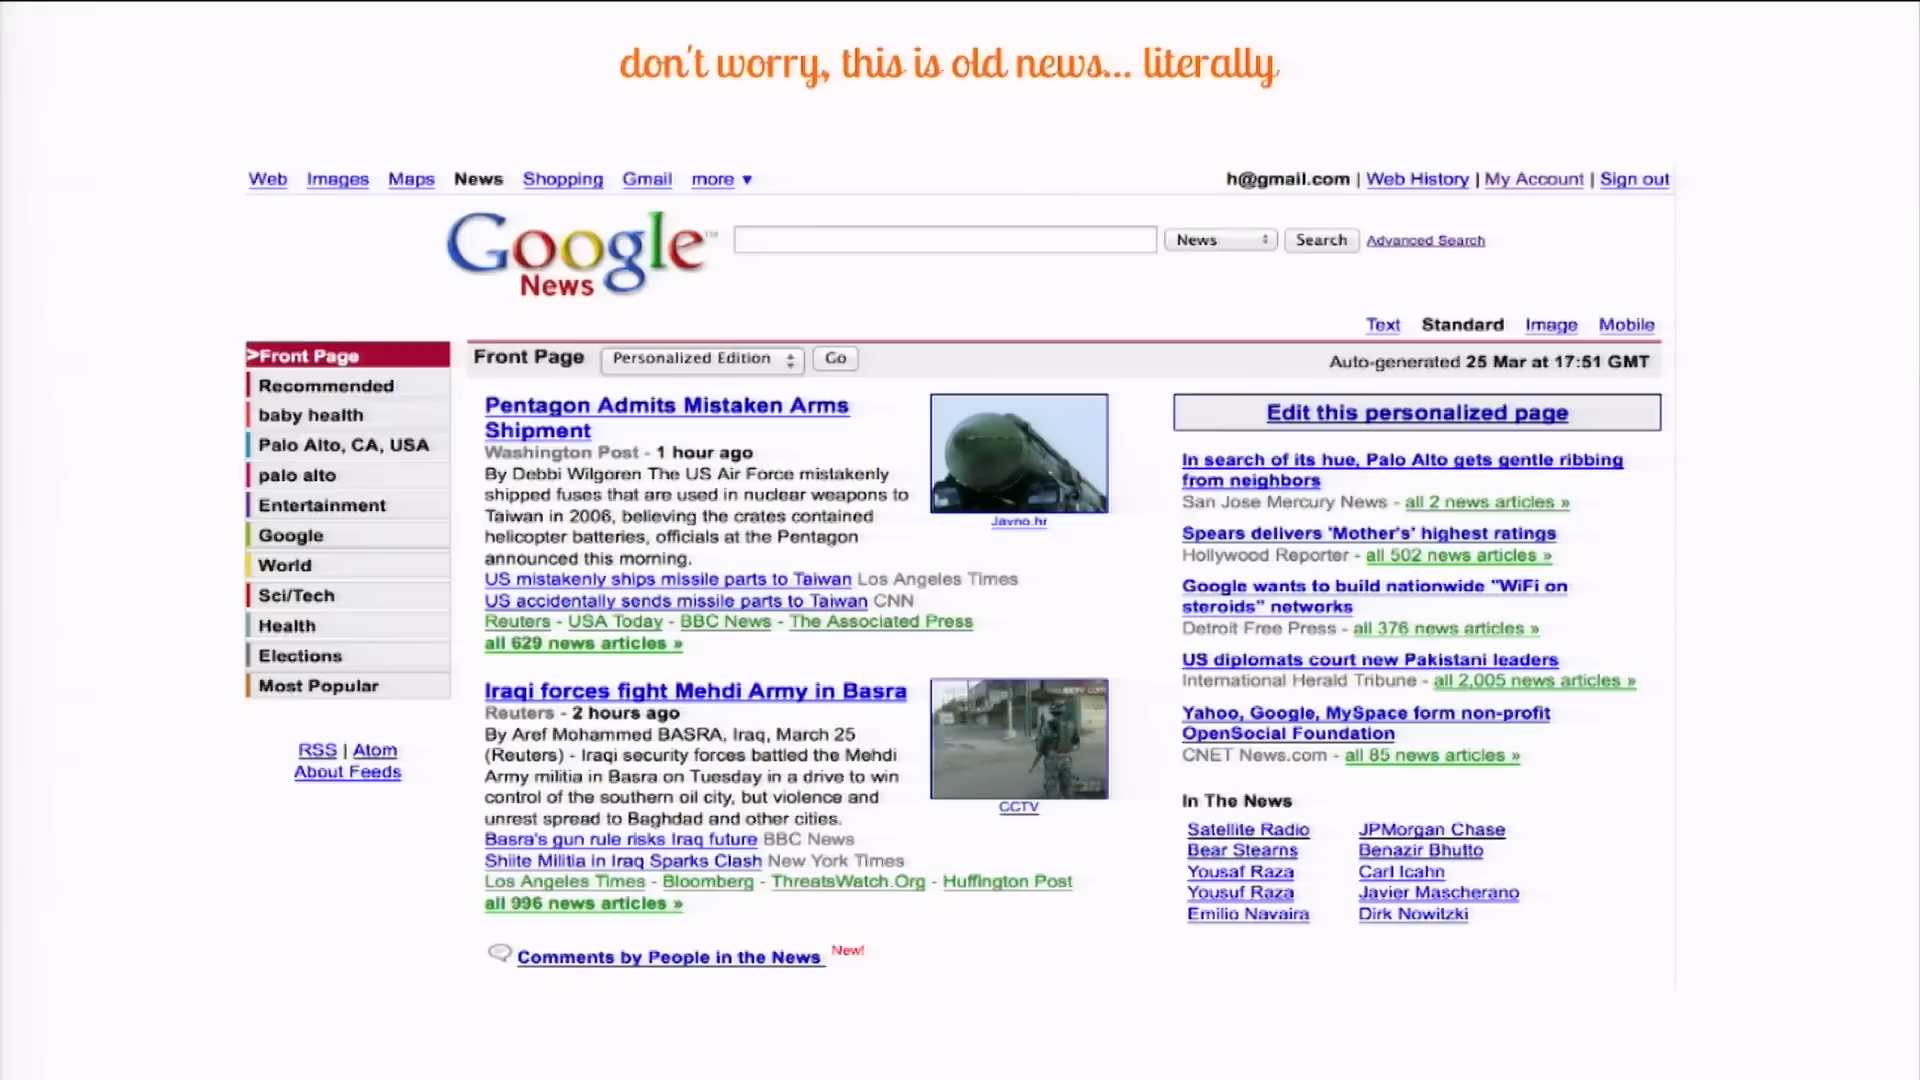 don't worry, this is old news... literally
Web Images Maps News Shopping Gmail more ▼
h@gmail.com | Web History | My Account | Sign out
Google™
News
News Search Advanced Search
Text Standard Image Mobile
>Front Page
Recommended
baby health
Palo Alto, CA, USA
palo alto
Entertainment
Google
World
Sci/Tech
Health
Elections
Most Popular
RSS | Atom
About Feeds
Front Page Personalized Edition Go
Auto-generated 25 Mar at 17:51 GMT
Pentagon Admits Mistaken Arms
Shipment
Washington Post - 1 hour ago
By Debbi Wilgoren The US Air Force mistakenly
shipped fuses that are used in nuclear weapons to
Taiwan in 2006, believing the crates contained
helicopter batteries, officials at the Pentagon
announced this morning.
US mistakenly ships missile parts to Taiwan Los Angeles Times
US accidentally sends missile parts to Taiwan CNN
Reuters - USA Today - BBC News - The Associated Press
all 629 news articles »
Javno.hr
Iraqi forces fight Mehdi Army in Basra
Reuters - 2 hours ago
By Aref Mohammed BASRA, Iraq, March 25
(Reuters) - Iraqi security forces battled the Mehdi
Army militia in Basra on Tuesday in a drive to win
control of the southern oil city, but violence and
unrest spread to Baghdad and other cities.
Basra's gun rule risks Iraq future BBC News
Shiite Militia in Iraq Sparks Clash New York Times
Los Angeles Times - Bloomberg - ThreatsWatch.Org - Huffington Post
all 996 news articles »
CCTV
Comments by People in the News New!
Edit this personalized page
In search of its hue, Palo Alto gets gentle ribbing
from neighbors
San Jose Mercury News - all 2 news articles »
Spears delivers 'Mother's' highest ratings
Hollywood Reporter - all 502 news articles »
Google wants to build nationwide "WiFi on
steroids" networks
Detroit Free Press - all 376 news articles »
US diplomats court new Pakistani leaders
International Herald Tribune - all 2,005 news articles »
Yahoo, Google, MySpace form non-profit
OpenSocial Foundation
CNET News.com - all 85 news articles »
In The News
Satellite Radio JPMorgan Chase
Bear Stearns Benazir Bhutto
Yousaf Raza Carl Icahn
Yusuf Raza Javier Mascherano
Emilio Navaira Dirk Nowitzki